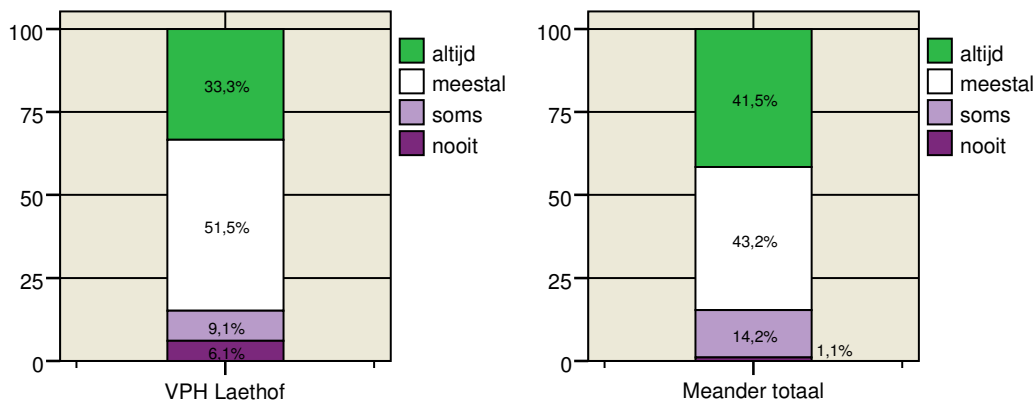 100
75
50
25
0
33,3%
51,5%
9,1%
6,1%
VPH Laethof
altijd
meestal
soms
nooit
100
75
50
25
0
41,5%
43,2%
14,2%
1,1%
Meander totaal
altijd
meestal
soms
nooit